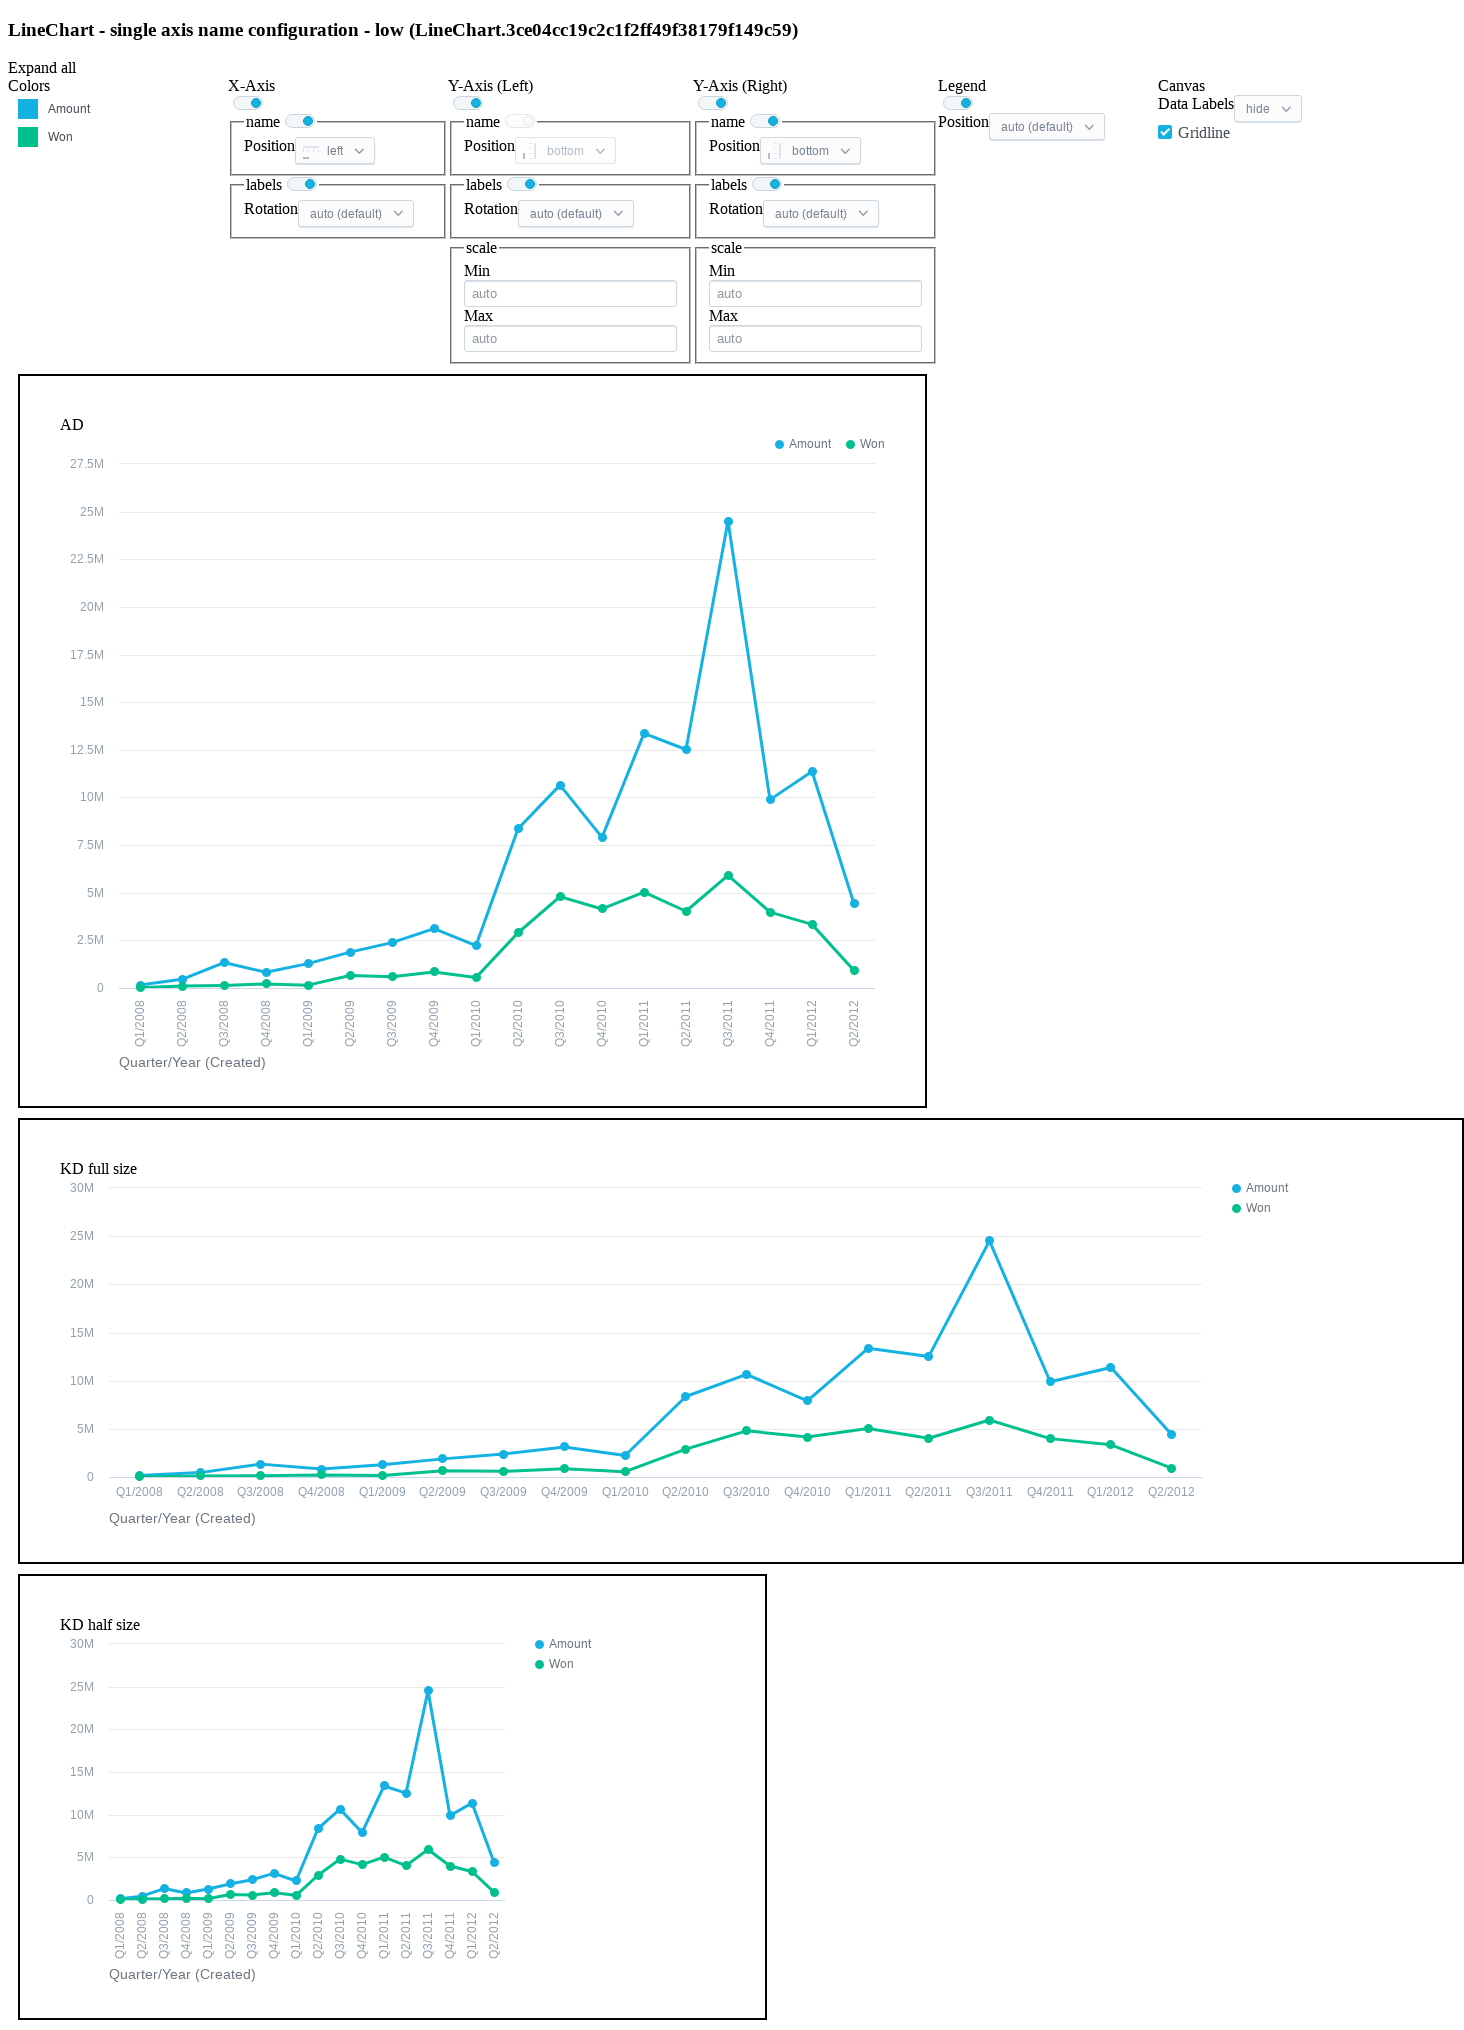 LineChart - single axis name configuration - low (LineChart.3ce04cc19c2c1f2ff49f38179f149c59)
Expand all
Colors
Amount
Won
X-Axis
name
Position left
labels
Rotation auto (default)
Y-Axis (Left)
name
Position bottom
labels
Rotation auto (default)
scale
Min
auto
Max
auto
Y-Axis (Right)
name
Position bottom
labels
Rotation auto (default)
scale
Min
auto
Max
auto
Legend
Position auto (default)
Canvas
Data Labels hide
Gridline
AD
Amount Won
27.5M
25M
22.5M
20M
17.5M
15M
12.5M
10M
7.5M
5M
2.5M
0
Q1/2008 Q2/2008 Q3/2008 Q4/2008 Q1/2009 Q2/2009 Q3/2009 Q4/2009 Q1/2010 Q2/2010 Q3/2010 Q4/2010 Q1/2011 Q2/2011 Q3/2011 Q4/2011 Q1/2012 Q2/2012
Quarter/Year (Created)
KD full size
Amount
Won
30M
25M
20M
15M
10M
5M
0
Q1/2008 Q2/2008 Q3/2008 Q4/2008 Q1/2009 Q2/2009 Q3/2009 Q4/2009 Q1/2010 Q2/2010 Q3/2010 Q4/2010 Q1/2011 Q2/2011 Q3/2011 Q4/2011 Q1/2012 Q2/2012
Quarter/Year (Created)
KD half size
Amount
Won
30M
25M
20M
15M
10M
5M
0
Q1/2008 Q2/2008 Q3/2008 Q4/2008 Q1/2009 Q2/2009 Q3/2009 Q4/2009 Q1/2010 Q2/2010 Q3/2010 Q4/2010 Q1/2011 Q2/2011 Q3/2011 Q4/2011 Q1/2012 Q2/2012
Quarter/Year (Created)